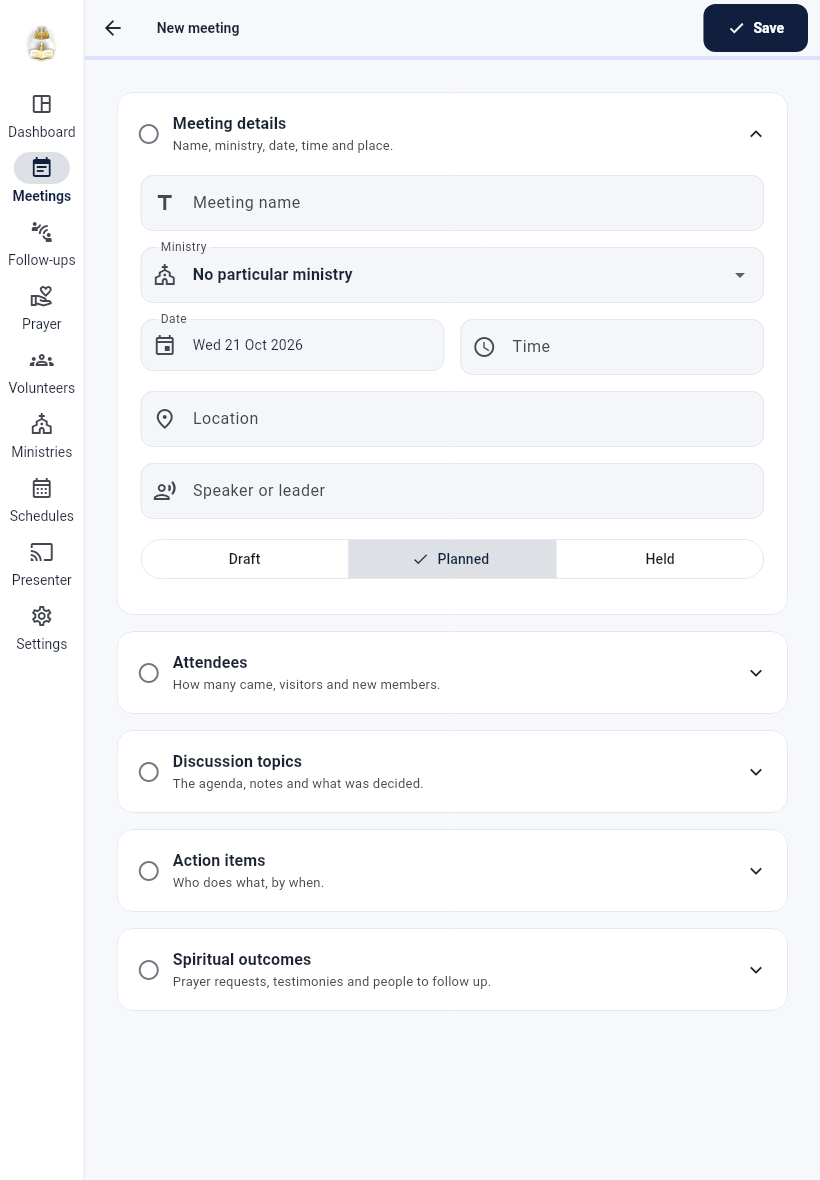 New meeting
Save
Dashboard
Meetings
Follow-ups
Prayer
Volunteers
Ministries
Schedules
Presenter
Settings
Meeting details
Name, ministry, date, time and place.
Meeting name
Ministry
No particular ministry
Date
Wed 21 Oct 2026
Time
Location
Speaker or leader
Draft
Planned
Held
Attendees
How many came, visitors and new members.
Discussion topics
The agenda, notes and what was decided.
Action items
Who does what, by when.
Spiritual outcomes
Prayer requests, testimonies and people to follow up.